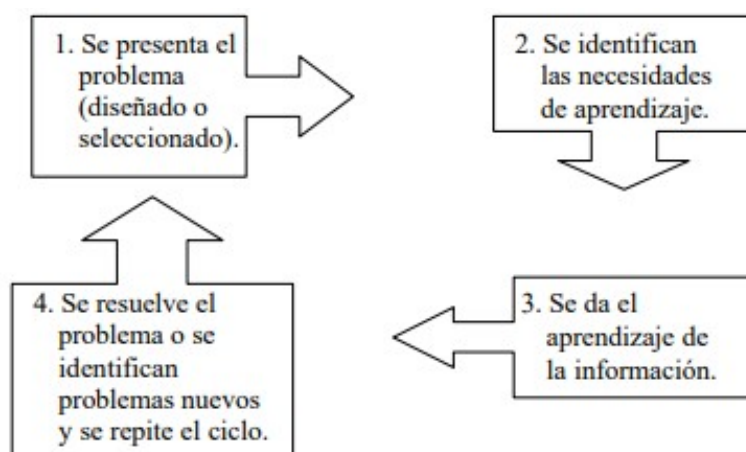 1. Se presenta el
problema
(diseñado o
seleccionado).
2. Se identifican
las necesidades
de aprendizaje.
3. Se da el
aprendizaje de
la información.
4. Se resuelve el
problema o se
identifican
problemas nuevos
y se repite el ciclo.